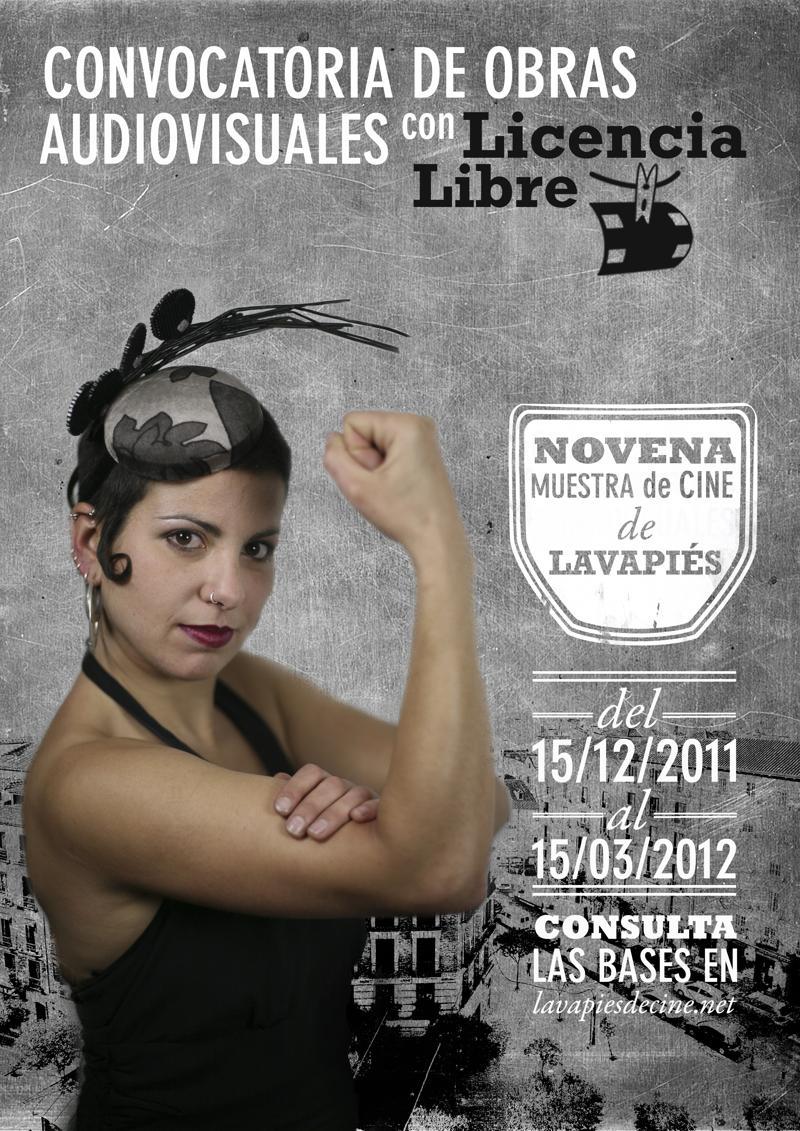 CONVOCATORIA DE OBRAS
AUDIOVISUALES con Licencia
Libre
NOVENA
MUESTRA de CINE
de
LAVAPIÉS
del
15/12/2011
al
15/03/2012
CONSULTA
LAS BASES EN
lavapiesdecine.net